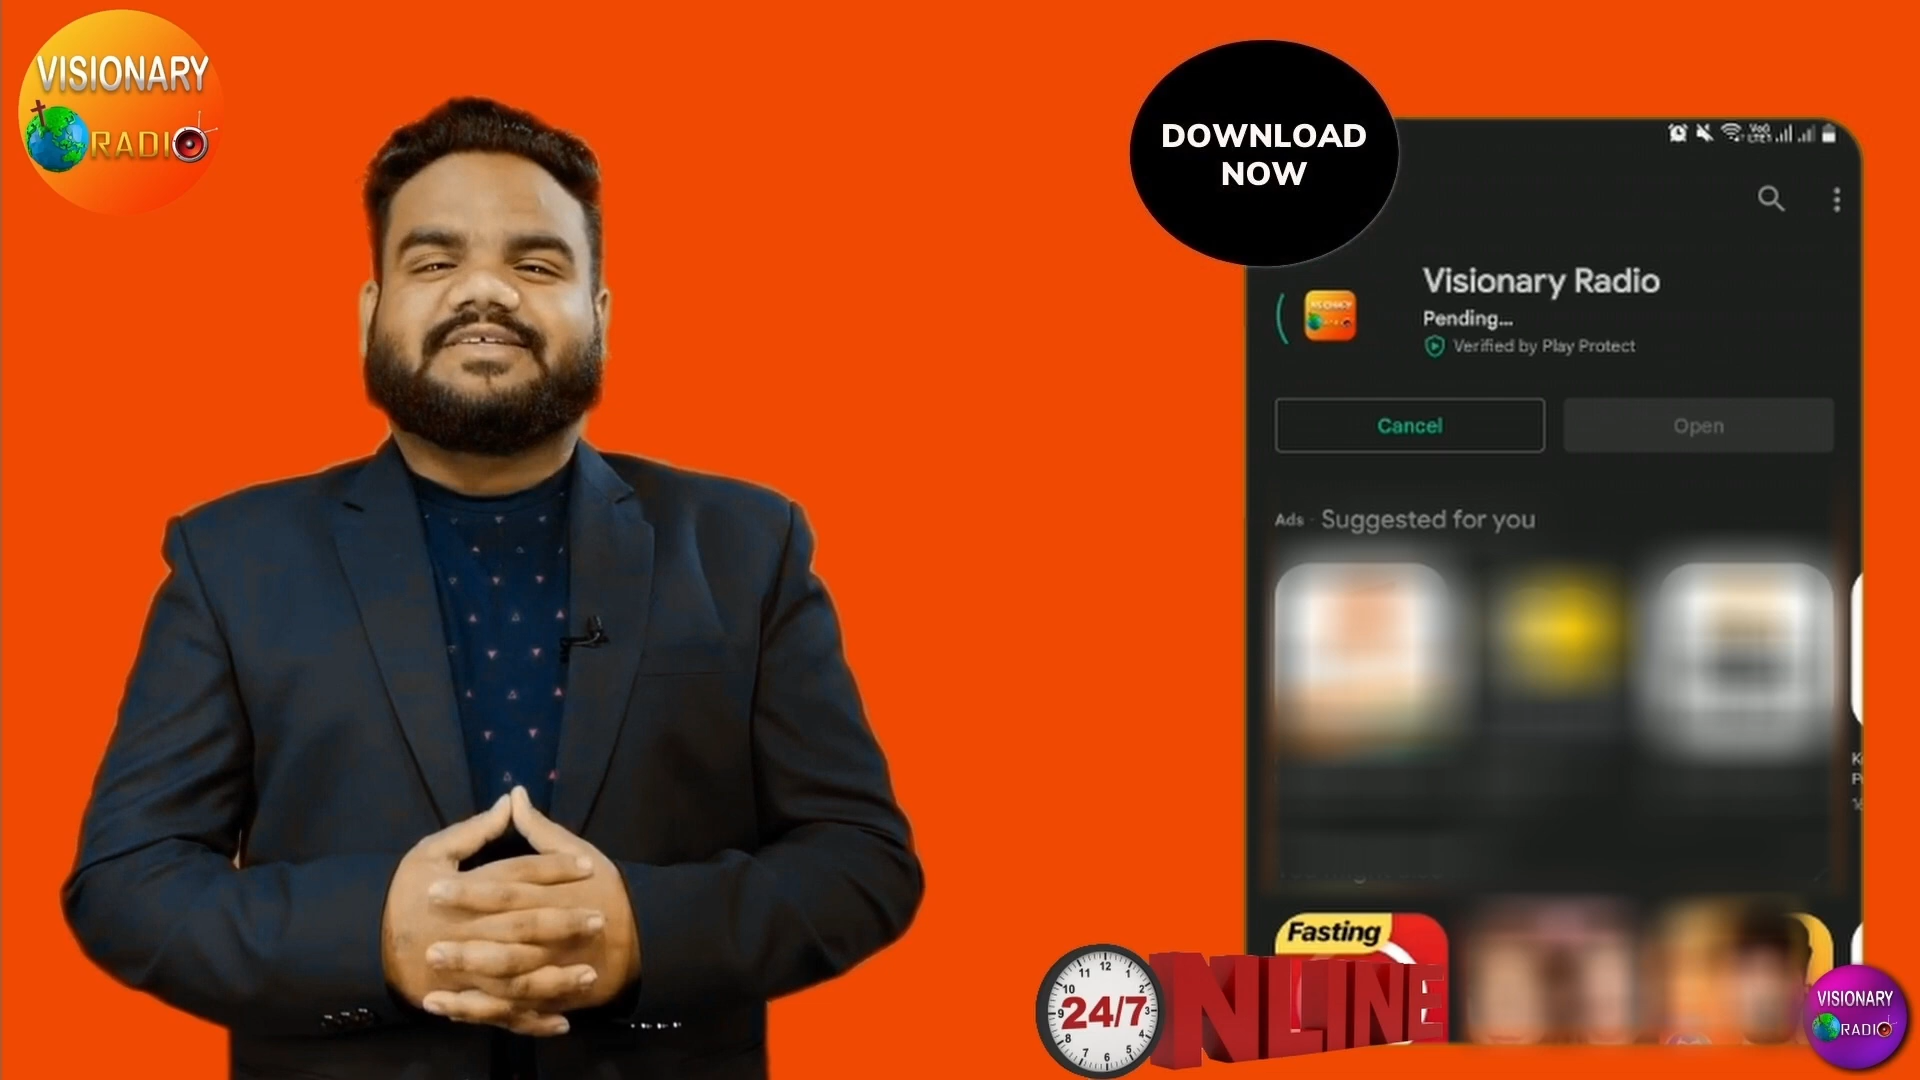 VISIONARY
RADIO
DOWNLOAD
NOW
Visionary Radio
Pending...
Verified by Play Protect
Cancel
Open
Ads · Suggested for you
Fasting
24/7
ONLINE
VISIONARY
RADIO